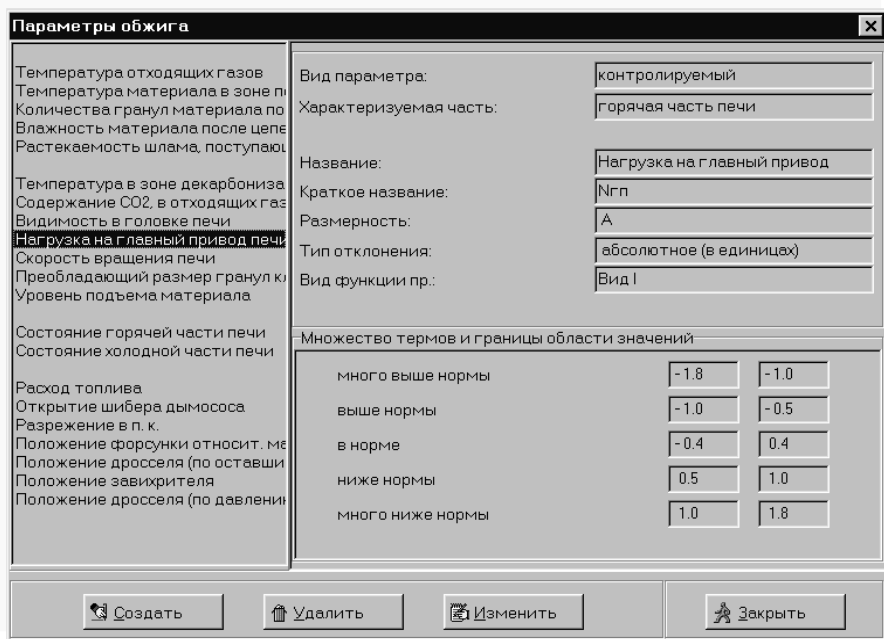 Параметры обжига
Температура отходящих газов
Температура материала в зоне п
Количества гранул материала по
Влажность материала после цепе
Растекаемость шлама, поступающ
Температура в зоне декарбониза
Содержание CO2, в отходящих газ
Видимость в головке печи
Нагрузка на главный привод печи
Скорость вращения печи
Преобладающий размер гранул кл
Уровень подъема материала
Состояние горячей части печи
Состояние холодной части печи
Расход топлива
Открытие шибера дымососа
Разрежение в п. к.
Положение форсунки относит. ма
Положение дросселя (по оставши
Положение завихрителя
Положение дросселя (по давлени
Вид параметра: контролируемый
Характеризуемая часть: горячая часть печи
Название: Нагрузка на главный привод
Краткое название: Nгп
Размерность: А
Тип отклонения: абсолютное (в единицах)
Вид функции пр.: Вид I
Множество термов и границы области значений
много выше нормы -1.8 -1.0
выше нормы -1.0 -0.5
в норме -0.4 0.4
ниже нормы 0.5 1.0
много ниже нормы 1.0 1.8
Создать Удалить Изменить Закрыть